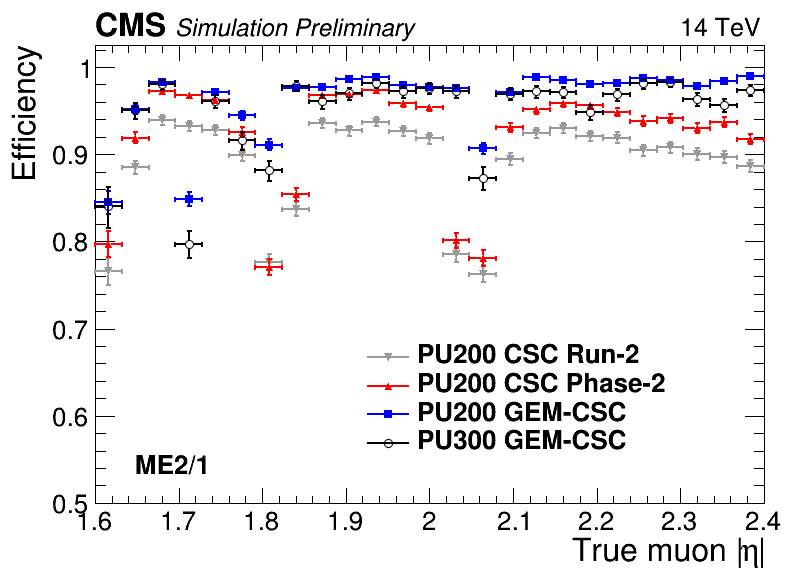 CMS Simulation Preliminary 14 TeV
Efficiency
1
0.9
0.8
0.7
0.6
0.5
PU200 CSC Run-2
PU200 CSC Phase-2
PU200 GEM-CSC
PU300 GEM-CSC
ME2/1
1.6 1.7 1.8 1.9 2 2.1 2.2 2.3 2.4
True muon |η|